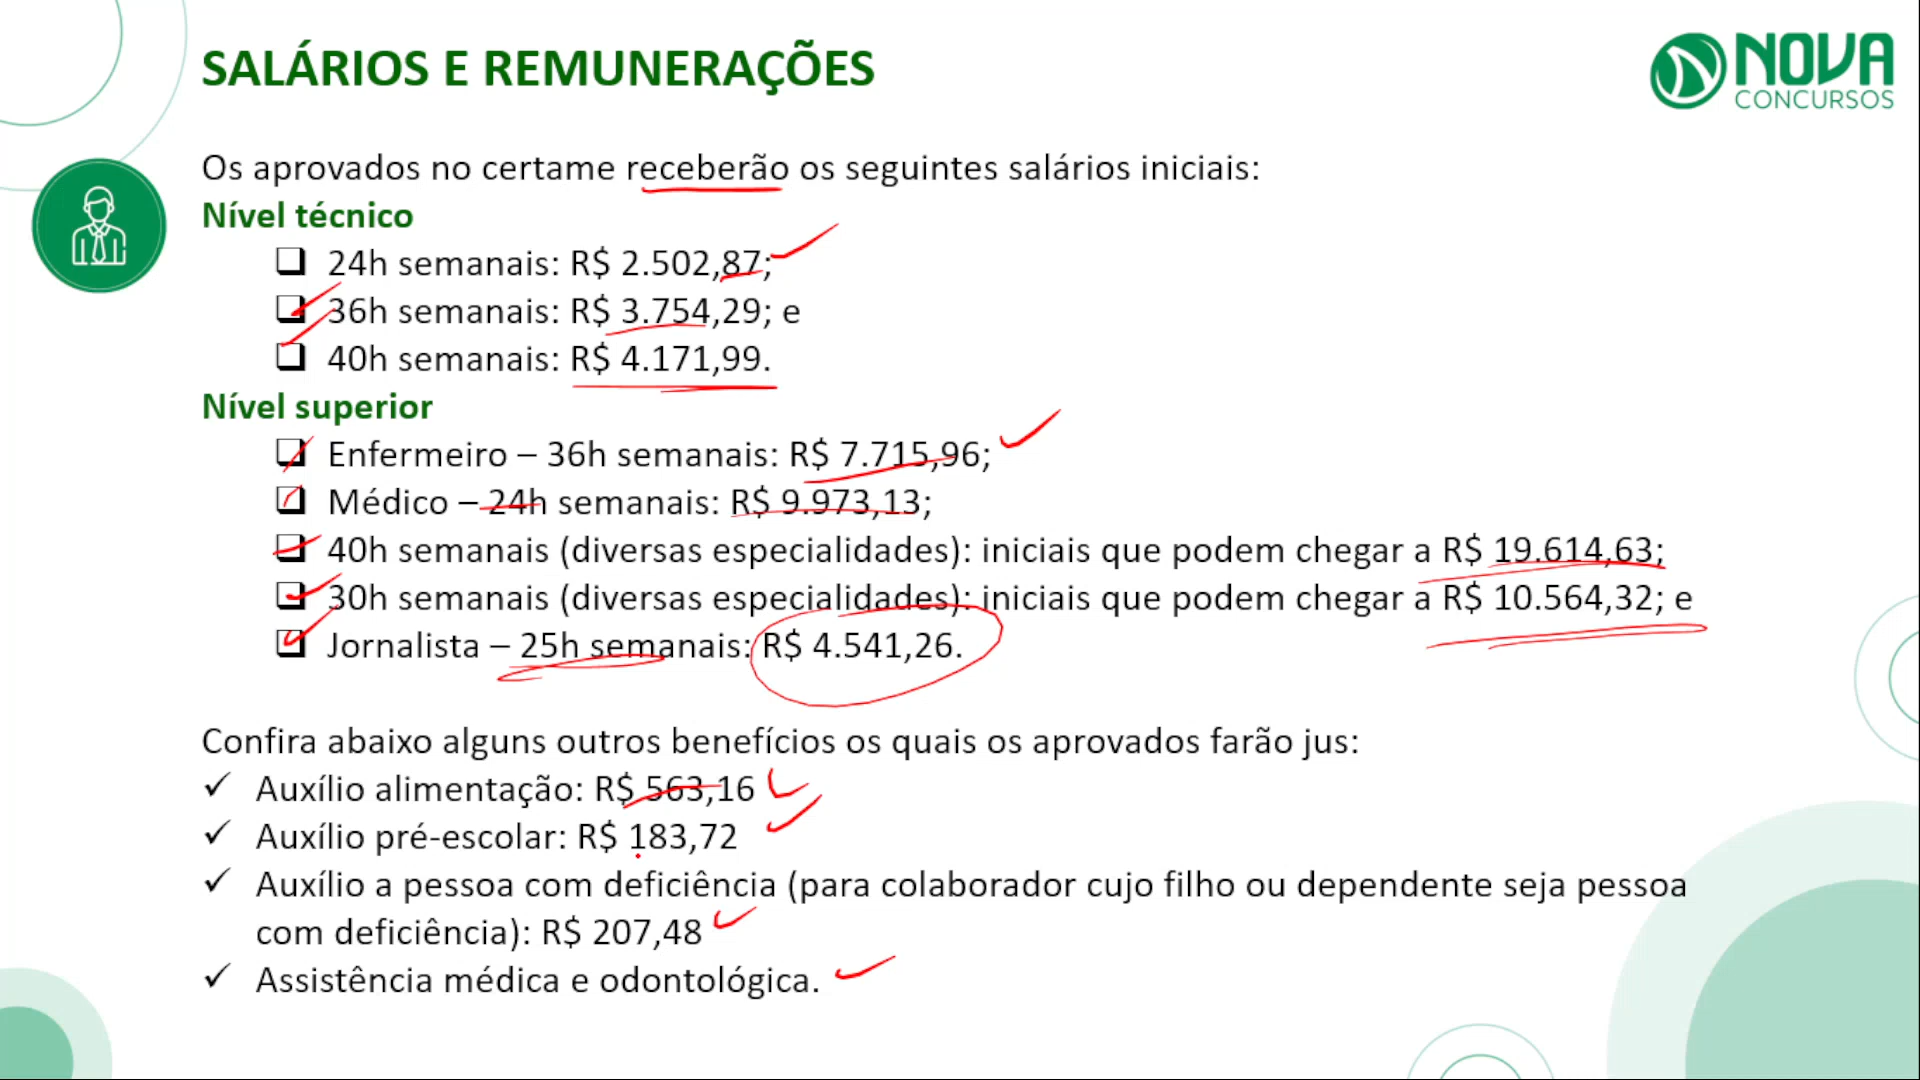 SALÁRIOS E REMUNERAÇÕES
NOVA
CONCURSOS
Os aprovados no certame receberão os seguintes salários iniciais:
Nível técnico
❑ 24h semanais: R$ 2.502,87;
❑ 36h semanais: R$ 3.754,29; e
❑ 40h semanais: R$ 4.171,99.
Nível superior
❑ Enfermeiro – 36h semanais: R$ 7.715,96;
❑ Médico – 24h semanais: R$ 9.973,13;
❑ 40h semanais (diversas especialidades): iniciais que podem chegar a R$ 19.614,63;
❑ 30h semanais (diversas especialidades): iniciais que podem chegar a R$ 10.564,32; e
❑ Jornalista – 25h semanais: R$ 4.541,26.
Confira abaixo alguns outros benefícios os quais os aprovados farão jus:
✓ Auxílio alimentação: R$ 563,16
✓ Auxílio pré-escolar: R$ 183,72
✓ Auxílio a pessoa com deficiência (para colaborador cujo filho ou dependente seja pessoa
com deficiência): R$ 207,48
✓ Assistência médica e odontológica.